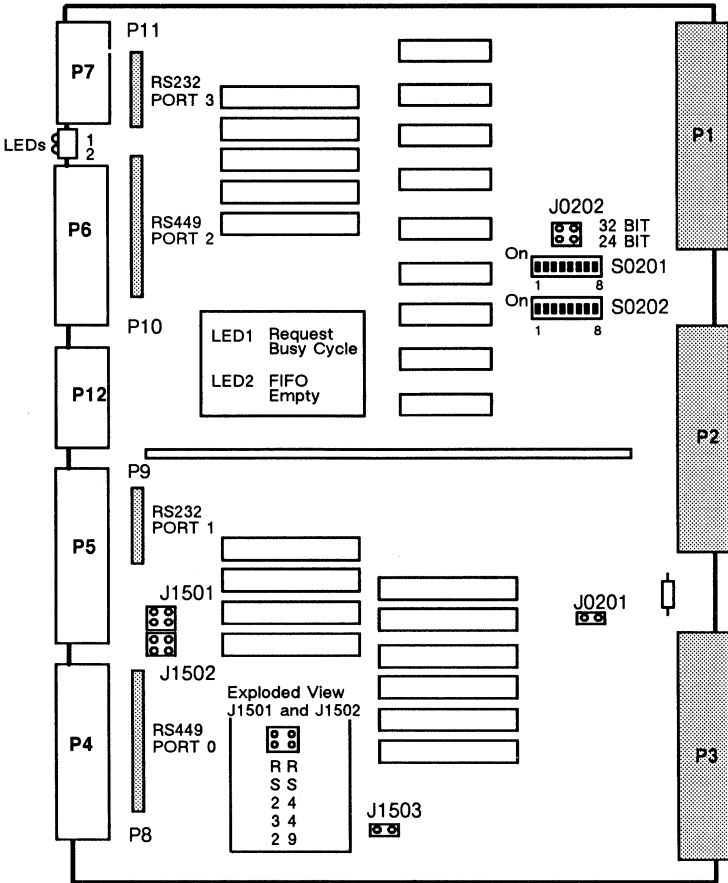 P11
P7
RS232
PORT 3
LEDs
1
2
P1
P6
RS449
PORT 2
J0202
32 BIT
24 BIT
On
S0201
1 8
On
S0202
1 8
P10
LED1 Request
Busy Cycle
LED2 FIFO
Empty
P12
P2
P9
RS232
PORT 1
P5
J1501
J0201
J1502
Exploded View
J1501 and J1502
RS449
PORT 0
P4
R R
S S
2 4
3 4
2 9
P3
J1503
P8